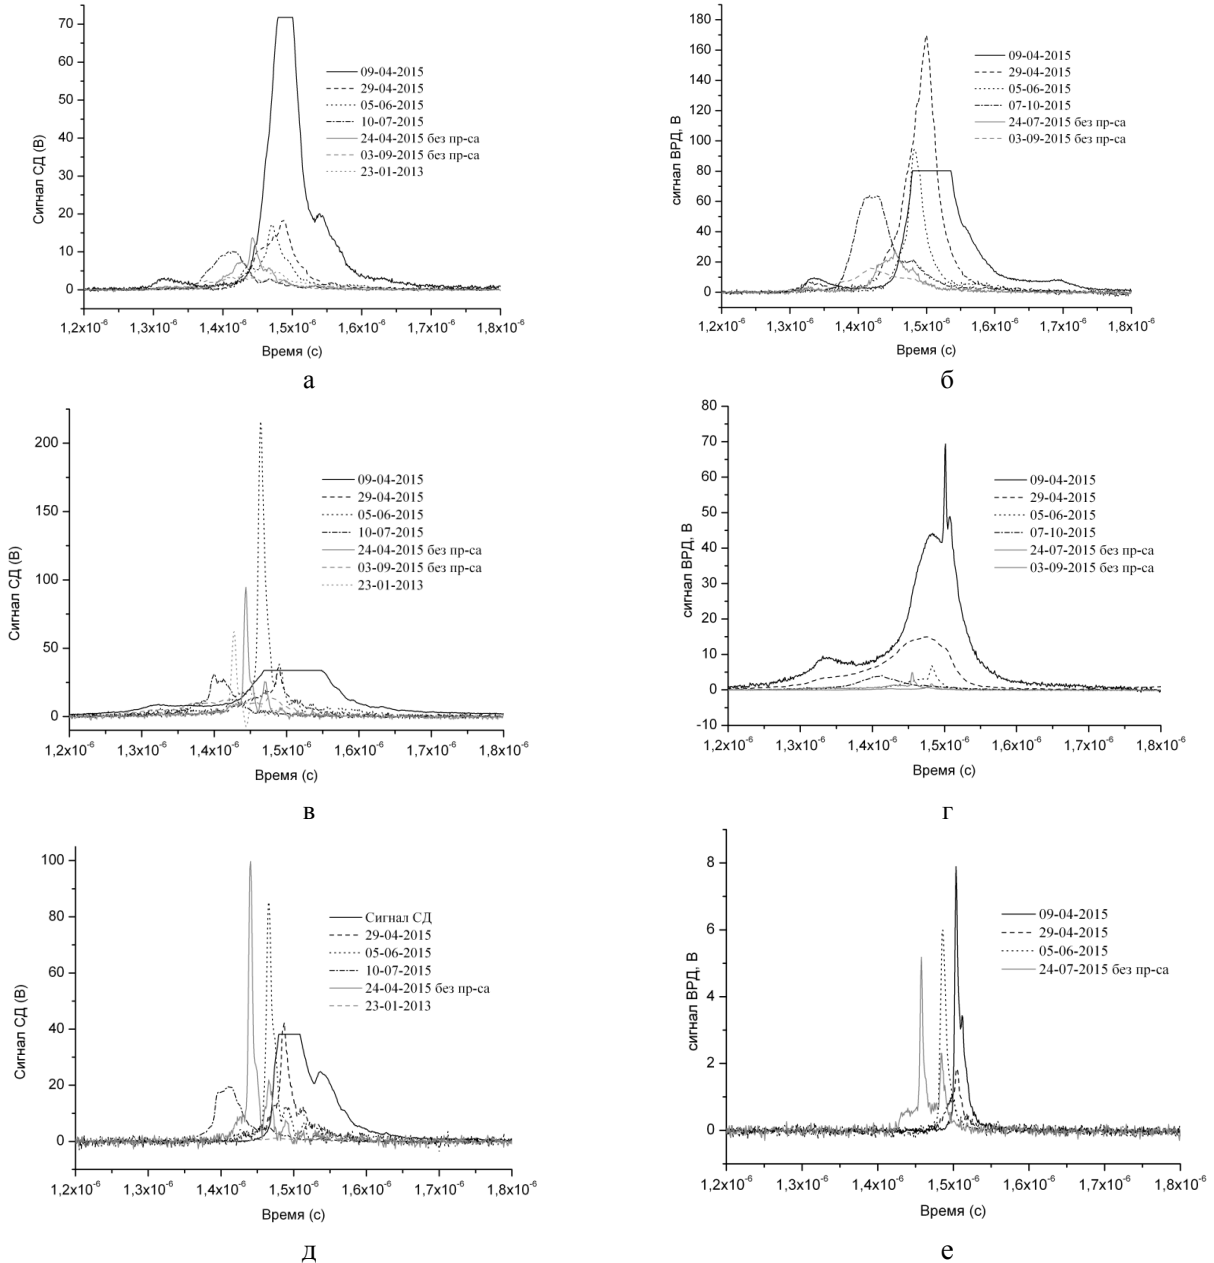 70
60
50
40
30
20
10
0
Сигнал СД (В)
09-04-2015
29-04-2015
05-06-2015
10-07-2015
24-04-2015 без пр-са
03-09-2015 без пр-са
23-01-2013
1,2x10-6 1,3x10-6 1,4x10-6 1,5x10-6 1,6x10-6 1,7x10-6 1,8x10-6
Время (с)
а
180
160
140
120
100
80
60
40
20
0
сигнал ВРД, В
09-04-2015
29-04-2015
05-06-2015
07-10-2015
24-07-2015 без пр-са
03-09-2015 без пр-са
1,2x10-6 1,3x10-6 1,4x10-6 1,5x10-6 1,6x10-6 1,7x10-6 1,8x10-6
Время (с)
б
200
150
100
50
0
Сигнал СД (В)
09-04-2015
29-04-2015
05-06-2015
10-07-2015
24-04-2015 без пр-са
03-09-2015 без пр-са
23-01-2013
1,2x10-6 1,3x10-6 1,4x10-6 1,5x10-6 1,6x10-6 1,7x10-6 1,8x10-6
Время (с)
в
80
70
60
50
40
30
20
10
0
-10
сигнал ВРД, В
09-04-2015
29-04-2015
05-06-2015
07-10-2015
24-07-2015 без пр-са
03-09-2015 без пр-са
1,2x10-6 1,3x10-6 1,4x10-6 1,5x10-6 1,6x10-6 1,7x10-6 1,8x10-6
Время (с)
г
100
80
60
40
20
0
Сигнал СД (В)
Сигнал СД
29-04-2015
05-06-2015
10-07-2015
24-04-2015 без пр-са
23-01-2013
1,2x10-6 1,3x10-6 1,4x10-6 1,5x10-6 1,6x10-6 1,7x10-6 1,8x10-6
Время (с)
д
8
6
4
2
0
сигнал ВРД, В
09-04-2015
29-04-2015
05-06-2015
24-07-2015 без пр-са
1,2x10-6 1,3x10-6 1,4x10-6 1,5x10-6 1,6x10-6 1,7x10-6 1,8x10-6
Время (с)
е